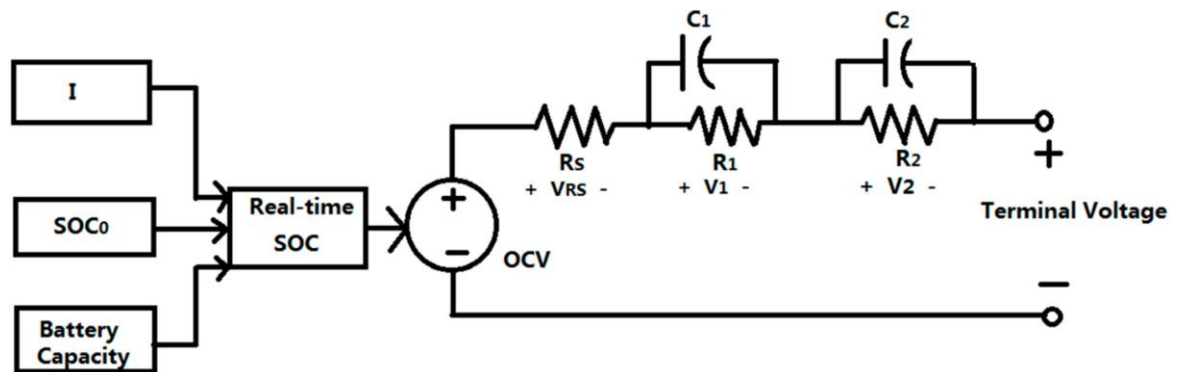 I
SOC0
Battery
Capacity
Real-time
SOC
+
−
OCV
RS
+ VRS -
C1
R1
+ V1 -
C2
R2
+ V2 -
+
Terminal Voltage
−